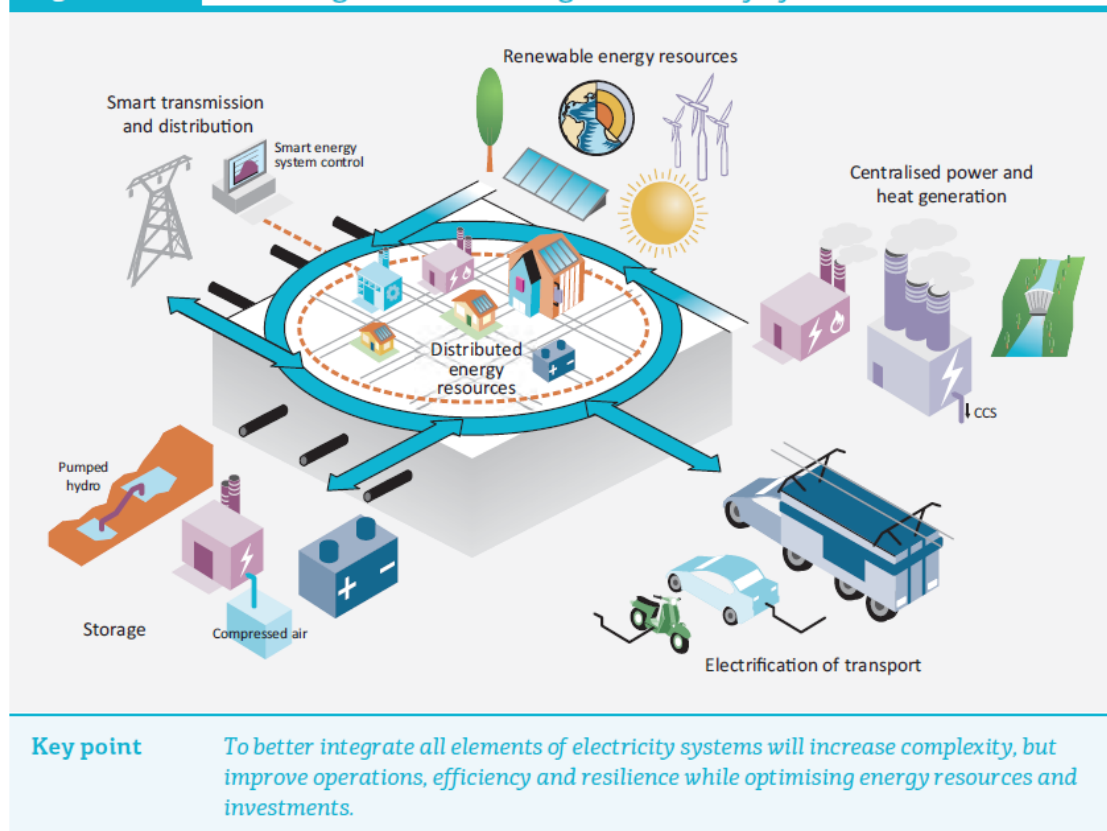 Renewable energy resources
Smart transmission
and distribution
Smart energy
system control
Centralised power and
heat generation
Distributed
energy
resources
CCS
Pumped
hydro
+ -
+ -
Storage
Compressed air
Electrification of transport
Key point
To better integrate all elements of electricity systems will increase complexity, but
improve operations, efficiency and resilience while optimising energy resources and
investments.